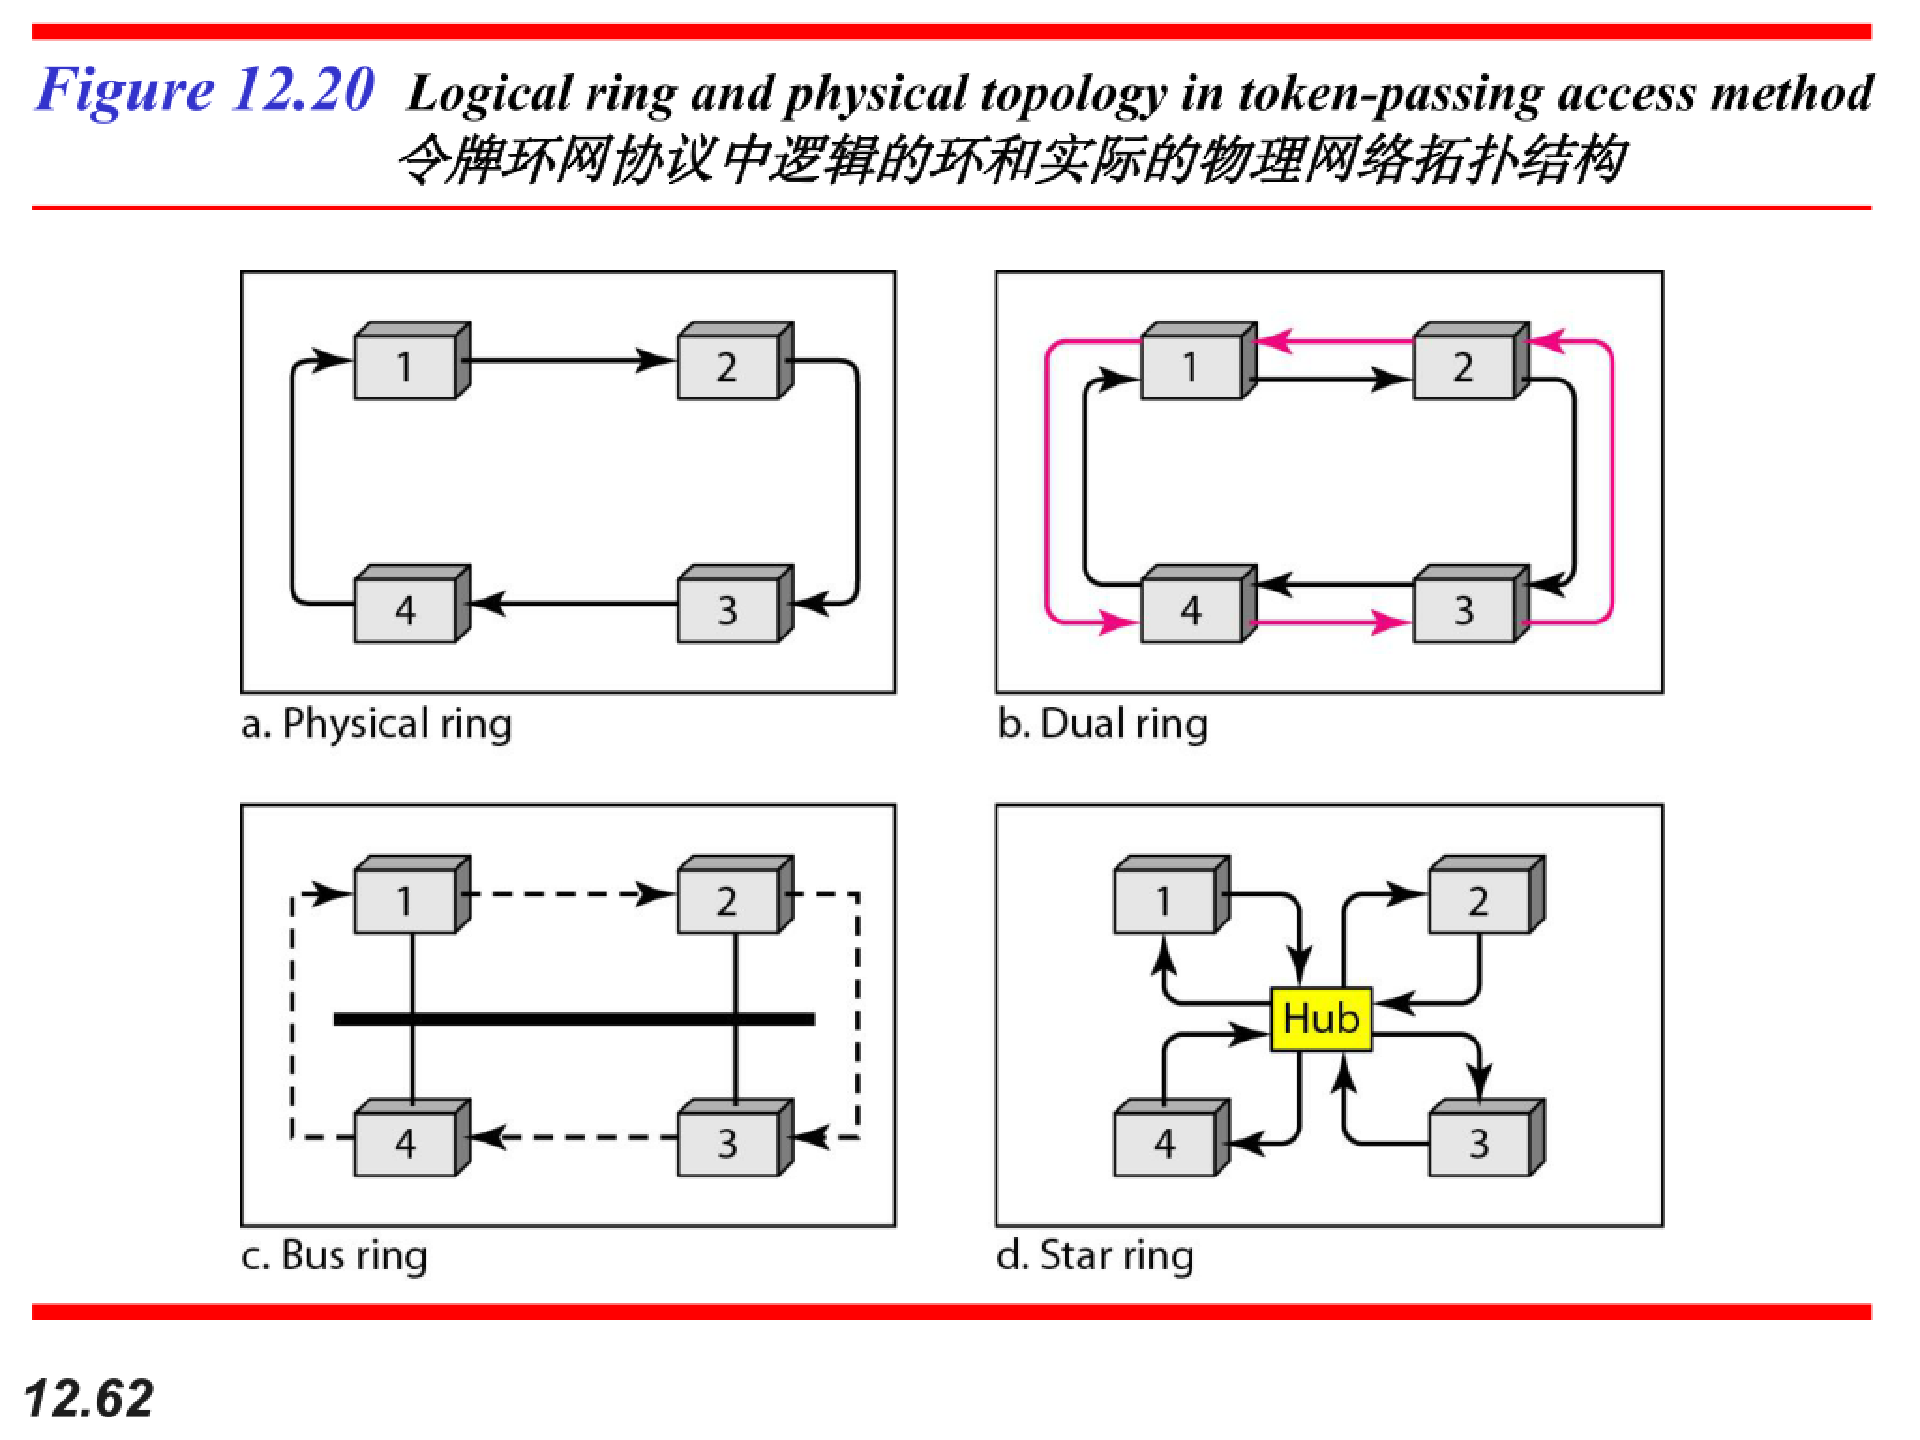 Figure 12.20 Logical ring and physical topology in token-passing access method
令牌环网协议中逻辑的环和实际的物理网络拓扑结构
1
2
4
3
a. Physical ring
1
2
4
3
b. Dual ring
1
2
4
3
c. Bus ring
1
2
Hub
4
3
d. Star ring
12.62